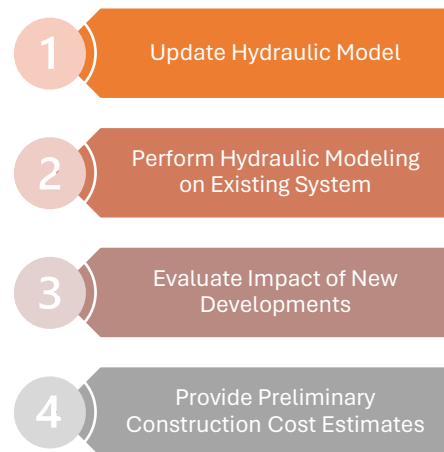 1
Update Hydraulic Model
2
Perform Hydraulic Modeling
on Existing System
3
Evaluate Impact of New
Developments
4
Provide Preliminary
Construction Cost Estimates